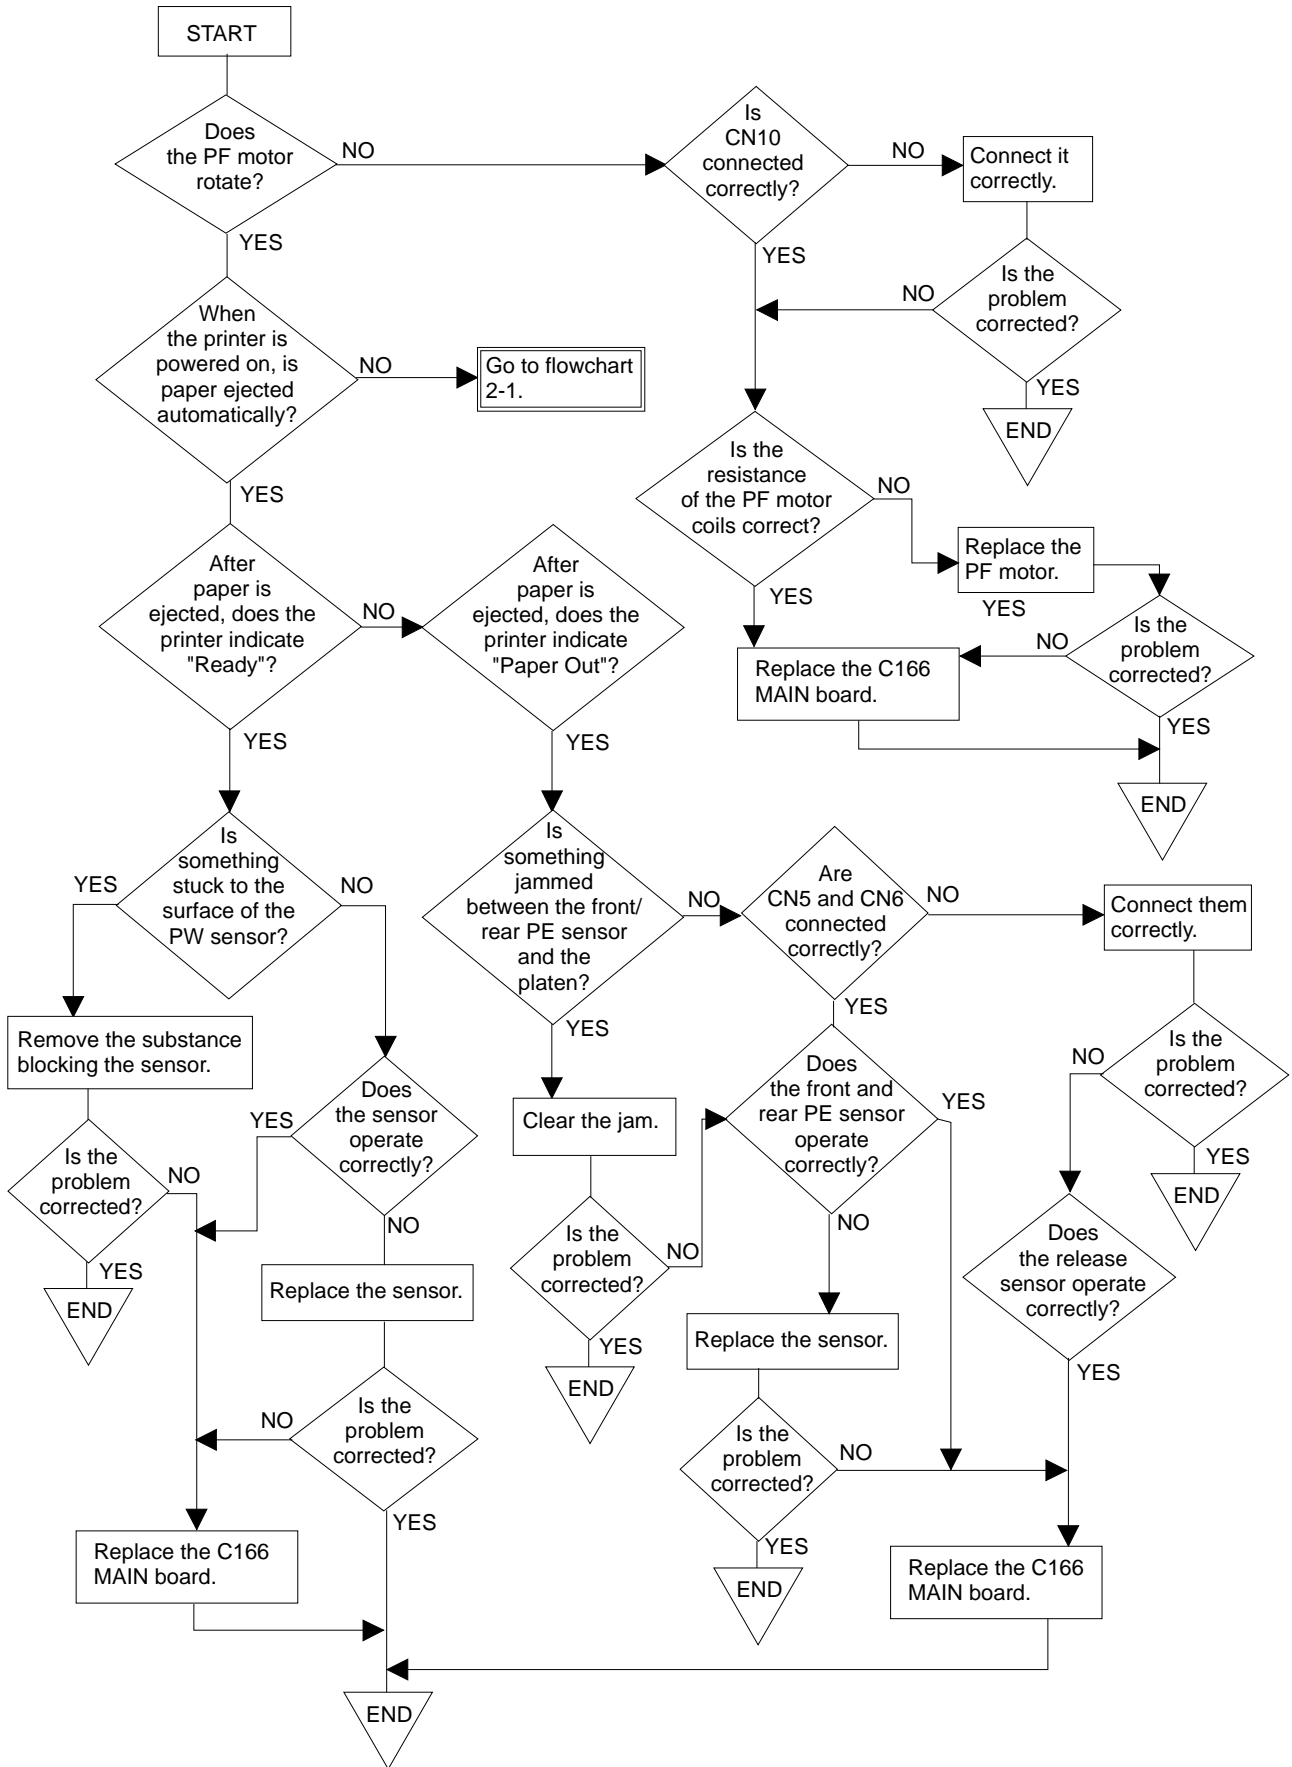 START
Does
the PF motor
rotate?
NO
YES
Is
CN10
connected
correctly?
NO
Connect it
correctly.
YES
Is the
problem
corrected?
NO
YES
END
When
the printer is
powered on, is
paper ejected
automatically?
NO
Go to flowchart
2-1.
YES
Is the
resistance
of the PF motor
coils correct?
NO
Replace the
PF motor.
YES
YES
Is the
problem
corrected?
NO
YES
Replace the C166
MAIN board.
END
After
paper is
ejected, does the
printer indicate
"Ready"?
NO
YES
After
paper is
ejected, does the
printer indicate
"Paper Out"?
YES
Is
something
stuck to the
surface of the
PW sensor?
YES
NO
Remove the substance
blocking the sensor.
Is the
problem
corrected?
NO
YES
END
Does
the sensor
operate
correctly?
YES
NO
Replace the sensor.
Is the
problem
corrected?
NO
YES
Replace the C166
MAIN board.
END
Is
something
jammed
between the front/
rear PE sensor
and the
platen?
NO
YES
Clear the jam.
Is the
problem
corrected?
NO
YES
END
Are
CN5 and CN6
connected
correctly?
NO
YES
Connect them
correctly.
Is the
problem
corrected?
NO
YES
END
Does
the front and
rear PE sensor
operate
correctly?
YES
NO
Replace the sensor.
Is the
problem
corrected?
NO
YES
END
Does
the release
sensor operate
correctly?
YES
Replace the C166
MAIN board.